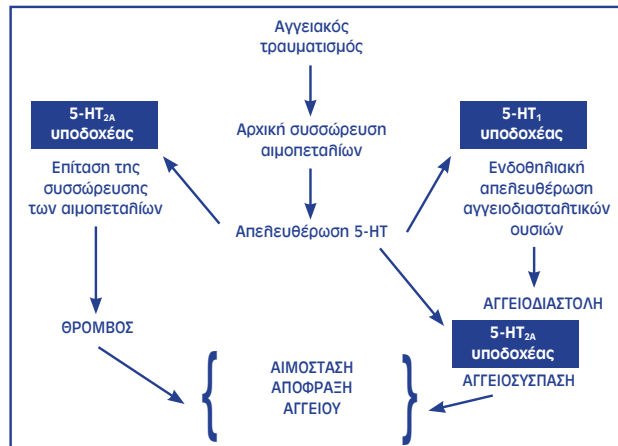 Αγγειακός
τραυματισμός
5-HT2A
υποδοχέας
Αρχική συσσώρευση
αιμοπεταλίων
5-HT1
υποδοχέας
Επίταση της
συσσώρευσης
των αιμοπεταλίων
Ενδοθηλιακή
απελευθέρωση
αγγειοδιασταλτικών
ουσιών
Απελευθέρωση 5-HT
ΘΡΟΜΒΟΣ
ΑΓΓΕΙΟΔΙΑΣΤΟΛΗ
5-HT2A
υποδοχέας
ΑΓΓΕΙΟΣΥΣΠΑΣΗ
ΑΙΜΟΣΤΑΣΗ
ΑΠΟΦΡΑΞΗ
ΑΓΓΕΙΟΥ